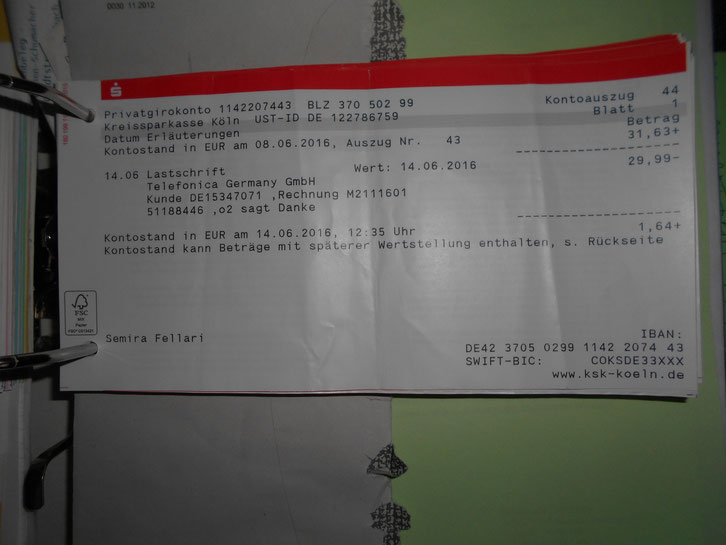 0030 11.2012
Privatgirokonto 1142207443 BLZ 370 502 99 Kontoauszug 44
Kreissparkasse Köln UST-ID DE 122786759 Blatt 1
Datum Erläuterungen Betrag
Kontostand in EUR am 08.06.2016, Auszug Nr. 43 31,63+
14.06 Lastschrift Wert: 14.06.2016 29,99-
Telefonica Germany GmbH
Kunde DE15347071 ,Rechnung M2111601
51188446 ,o2 sagt Danke
Kontostand in EUR am 14.06.2016, 12:35 Uhr 1,64+
Kontostand kann Beträge mit späterer Wertstellung enthalten, s. Rückseite
FSC
Semira Fellari
IBAN:
DE42 3705 0299 1142 2074 43
SWIFT-BIC: COKSDE33XXX
www.ksk-koeln.de